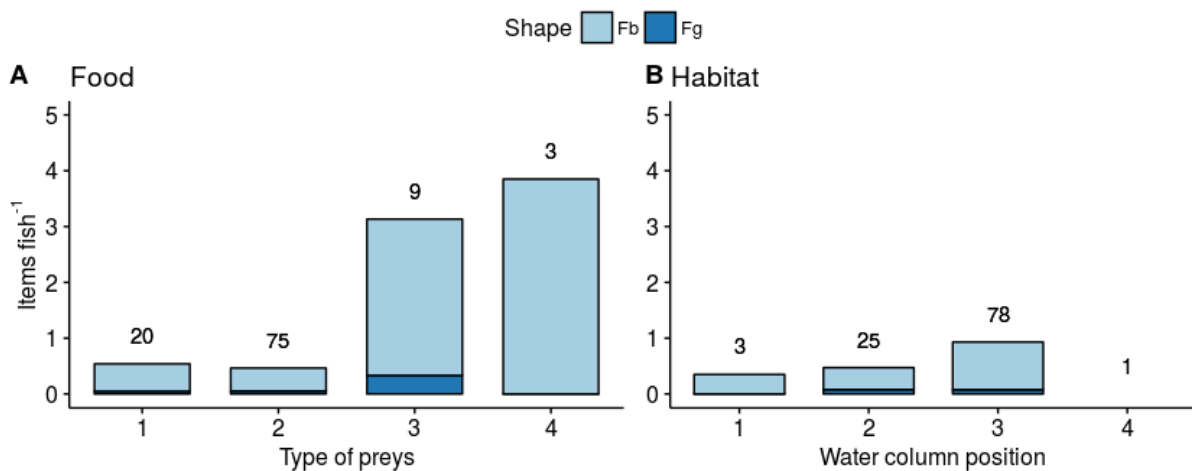 Shape Fb Fg
A Food
5
4
3
2
1
0
Items fish-1
20
75
9
3
1 2 3 4
Type of preys
B Habitat
5
4
3
2
1
0
3
25
78
1
1 2 3 4
Water column position